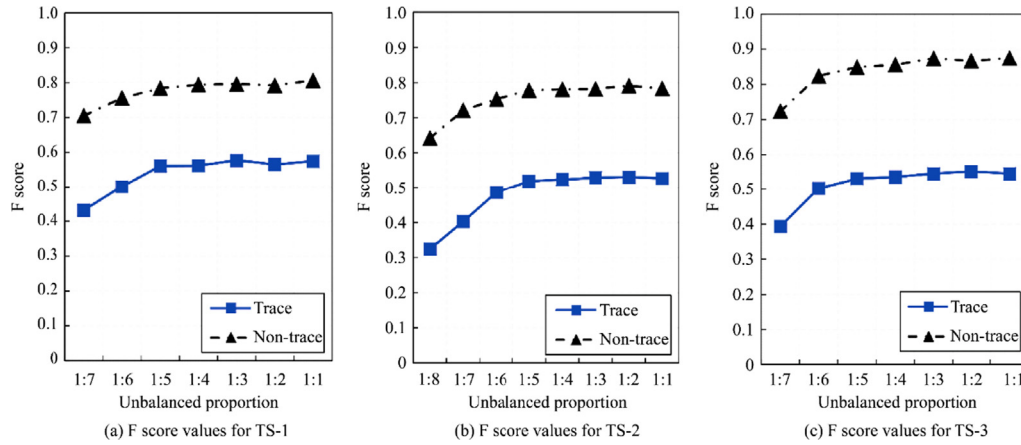 1.0
0.9
0.8
0.7
0.6
0.5
0.4
0.3
0.2
0.1
0
F score
Trace
Non-trace
1:7 1:6 1:5 1:4 1:3 1:2 1:1
Unbalanced proportion
(a) F score values for TS-1
1.0
0.9
0.8
0.7
0.6
0.5
0.4
0.3
0.2
0.1
0
F score
Trace
Non-trace
1:8 1:7 1:6 1:5 1:4 1:3 1:2 1:1
Unbalanced proportion
(b) F score values for TS-2
1.0
0.9
0.8
0.7
0.6
0.5
0.4
0.3
0.2
0.1
0
F score
Trace
Non-trace
1:7 1:6 1:5 1:4 1:3 1:2 1:1
Unbalanced proportion
(c) F score values for TS-3